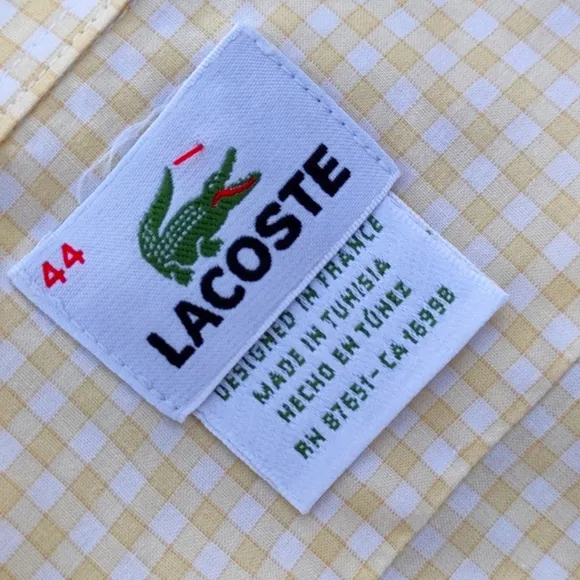 44
LACOSTE
DESIGNED IN FRANCE
MADE IN TUNISIA
HECHO EN TÚNEZ
RN 87651-CA 16998